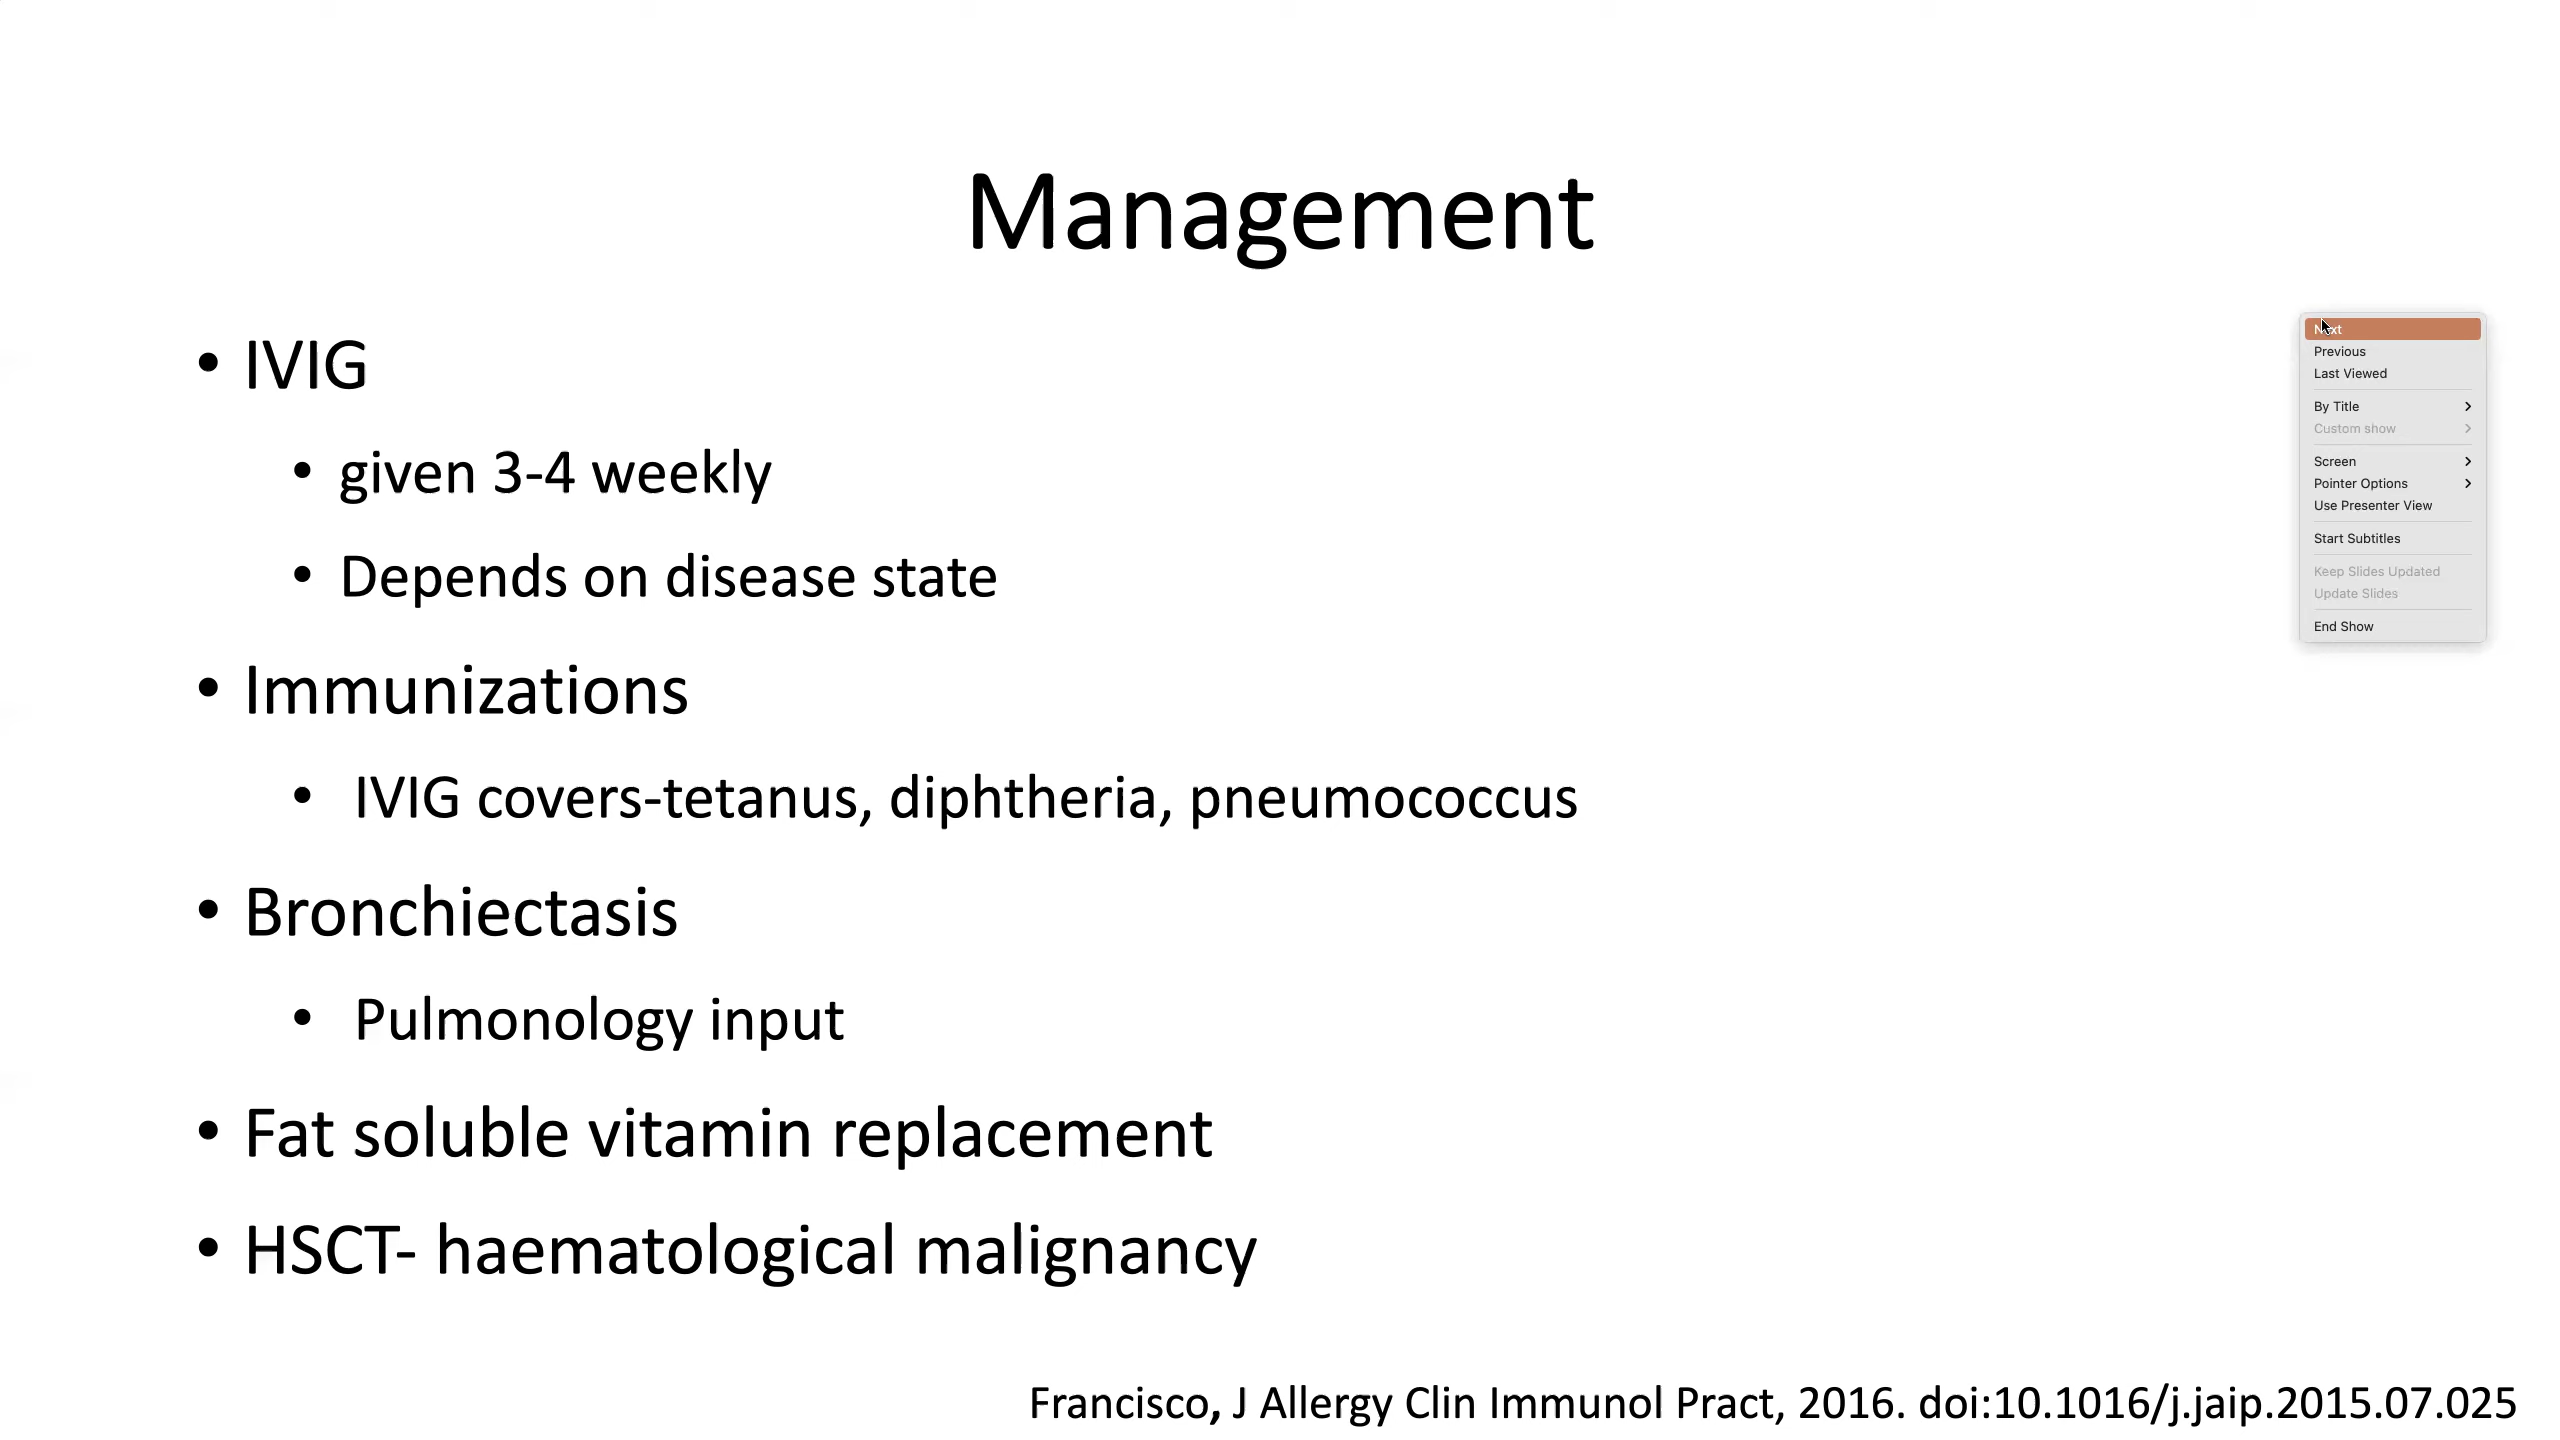 Management
• IVIG
• given 3-4 weekly
• Depends on disease state
• Immunizations
• IVIG covers-tetanus, diphtheria, pneumococcus
• Bronchiectasis
• Pulmonology input
• Fat soluble vitamin replacement
• HSCT- haematological malignancy
Francisco, J Allergy Clin Immunol Pract, 2016. doi:10.1016/j.jaip.2015.07.025
Next
Previous
Last Viewed
By Title
Custom show
Screen
Pointer Options
Use Presenter View
Start Subtitles
Keep Slides Updated
Update Slides
End Show